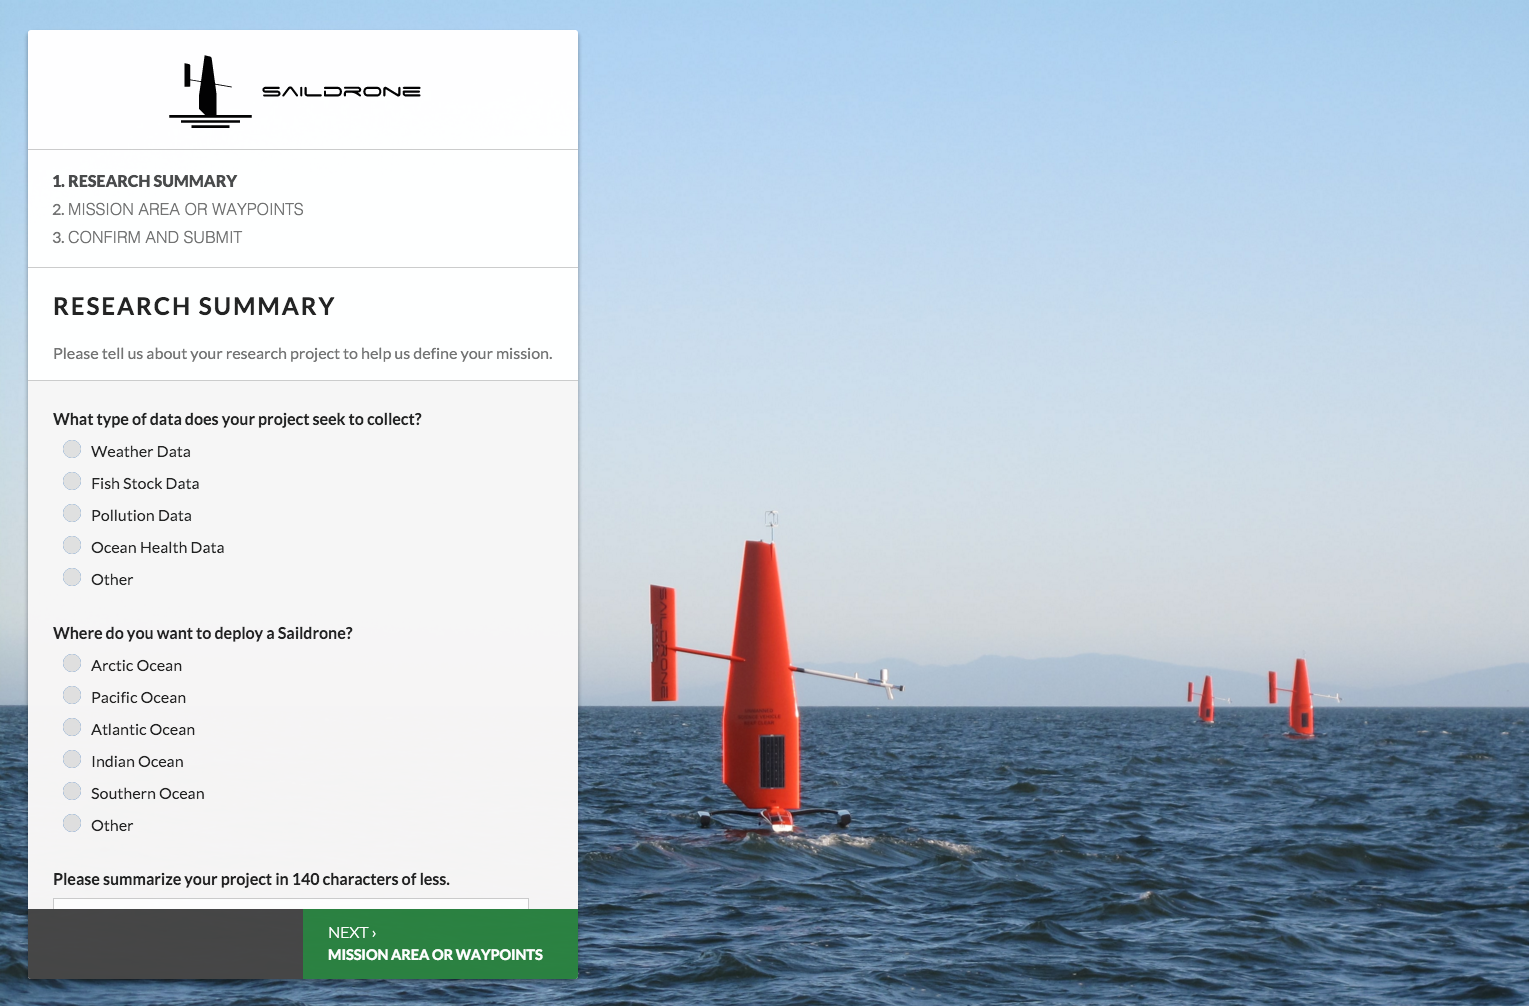 SAILDRONE
1. RESEARCH SUMMARY
2. MISSION AREA OR WAYPOINTS
3. CONFIRM AND SUBMIT
RESEARCH SUMMARY
Please tell us about your research project to help us define your mission.
What type of data does your project seek to collect?
Weather Data
Fish Stock Data
Pollution Data
Ocean Health Data
Other
Where do you want to deploy a Saildrone?
Arctic Ocean
Pacific Ocean
Atlantic Ocean
Indian Ocean
Southern Ocean
Other
Please summarize your project in 140 characters of less.
NEXT ›
MISSION AREA OR WAYPOINTS
SAILDRONE